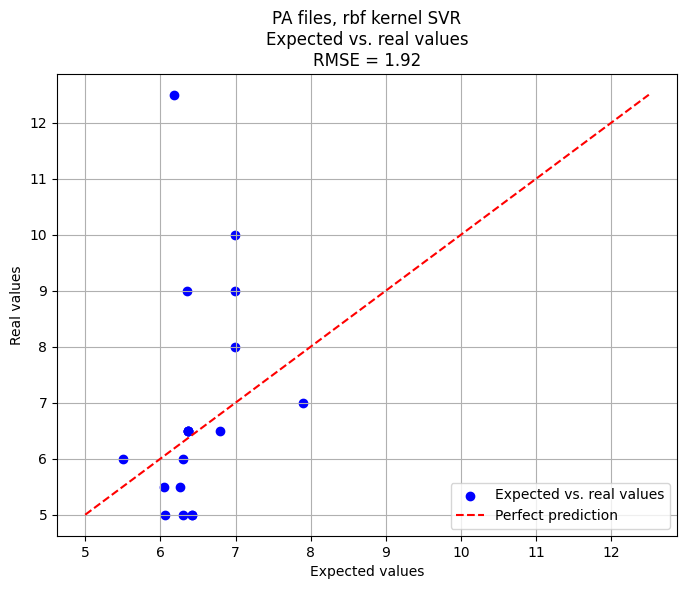 PA files, rbf kernel SVR
Expected vs. real values
RMSE = 1.92
12
11
10
9
8
7
6
5
Real values
5 6 7 8 9 10 11 12
Expected values
Expected vs. real values
Perfect prediction